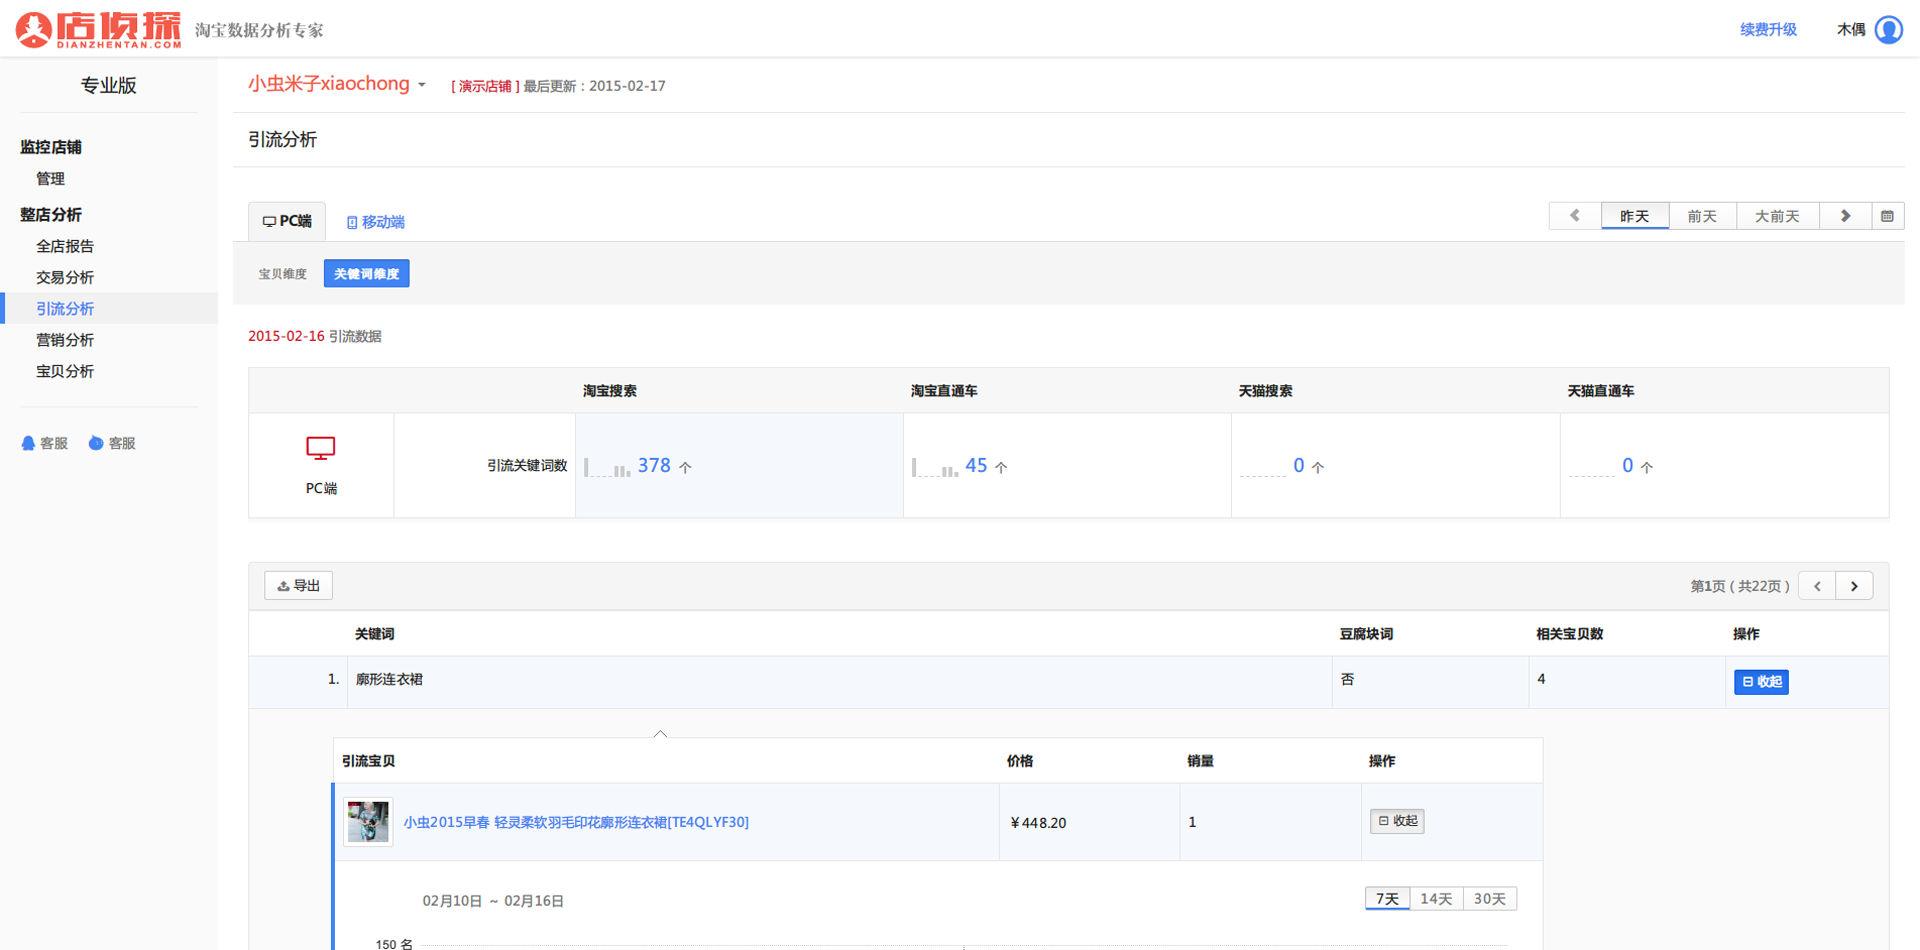 店侦探
DIANZHENTAN.COM
淘宝数据分析专家
续费升级
木偶
专业版
小虫米子xiaochong
[ 演示店铺 ] 最后更新：2015-02-17
监控店铺
管理
整店分析
全店报告
交易分析
引流分析
营销分析
宝贝分析
客服
客服
引流分析
PC端
移动端
昨天
前天
大前天
宝贝维度
关键词维度
2015-02-16 引流数据
淘宝搜索 淘宝直通车 天猫搜索 天猫直通车
PC端
引流关键词数 378 个 45 个 0 个 0 个
导出
第1页 ( 共22页 )
关键词 豆腐块词 相关宝贝数 操作
1. 廓形连衣裙 否 4 收起
引流宝贝 价格 销量 操作
小虫2015早春 轻灵柔软羽毛印花廓形连衣裙[TE4QLYF30] ￥448.20 1 收起
02月10日 ~ 02月16日
7天 14天 30天
150 名